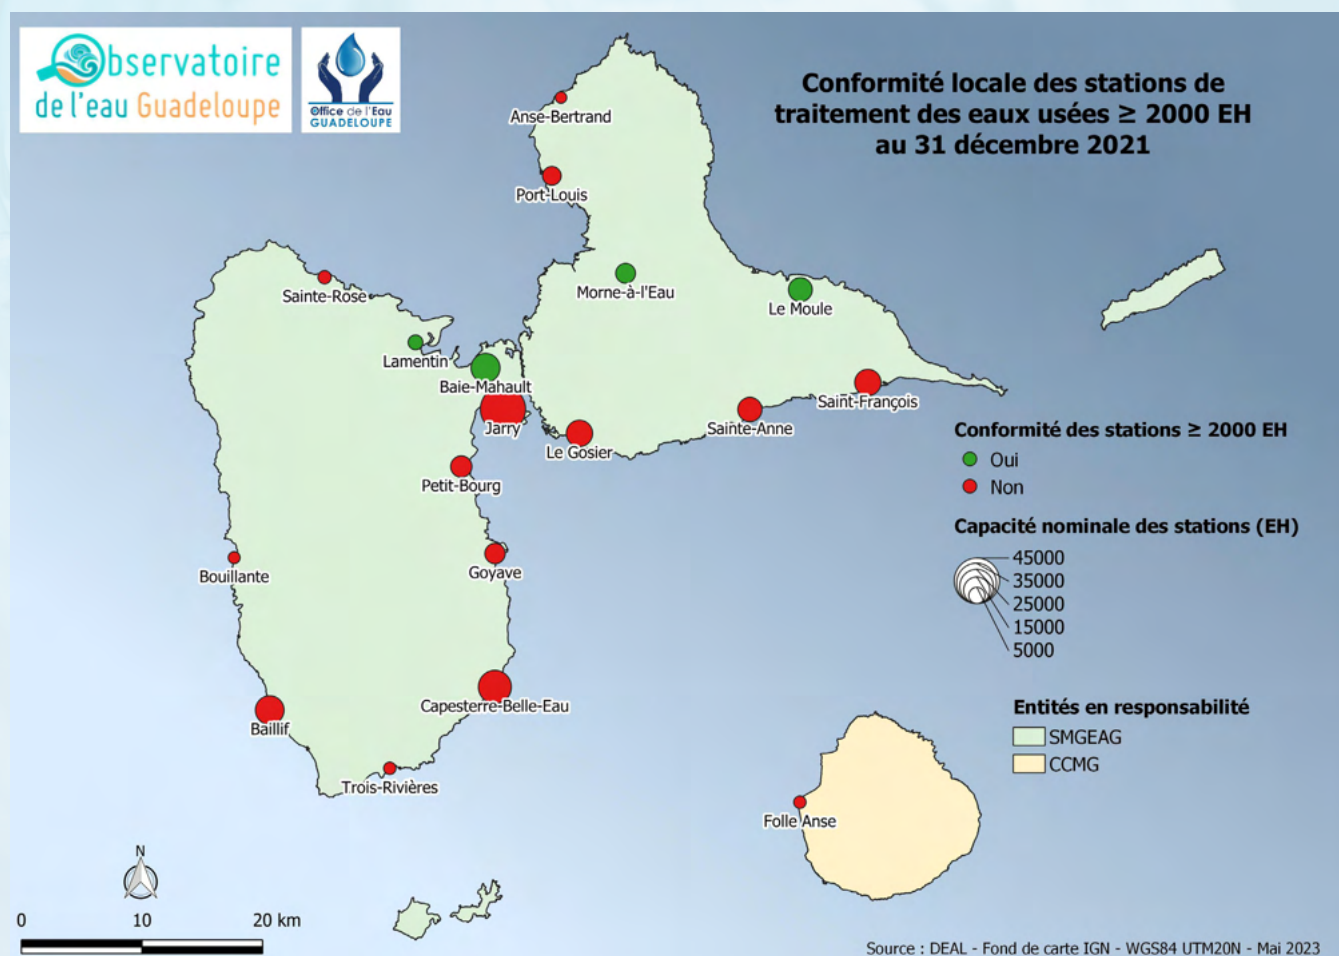 Observatoire
de l'eau Guadeloupe
Office de l'Eau
GUADELOUPE
Conformité locale des stations de
traitement des eaux usées ≥ 2000 EH
au 31 décembre 2021
Anse-Bertrand
Port-Louis
Morne-à-l'Eau
Le Moule
Sainte-Rose
Lamentin
Baie-Mahault
Jarry
Le Gosier
Sainte-Anne
Saint-François
Petit-Bourg
Goyave
Bouillante
Capesterre-Belle-Eau
Baillif
Trois-Rivières
Folle Anse
Conformité des stations ≥ 2000 EH
Oui
Non
Capacité nominale des stations (EH)
45000
35000
25000
15000
5000
Entités en responsabilité
SMGEAG
CCMG
N
0 10 20 km
Source : DEAL - Fond de carte IGN - WGS84 UTM20N - Mai 2023